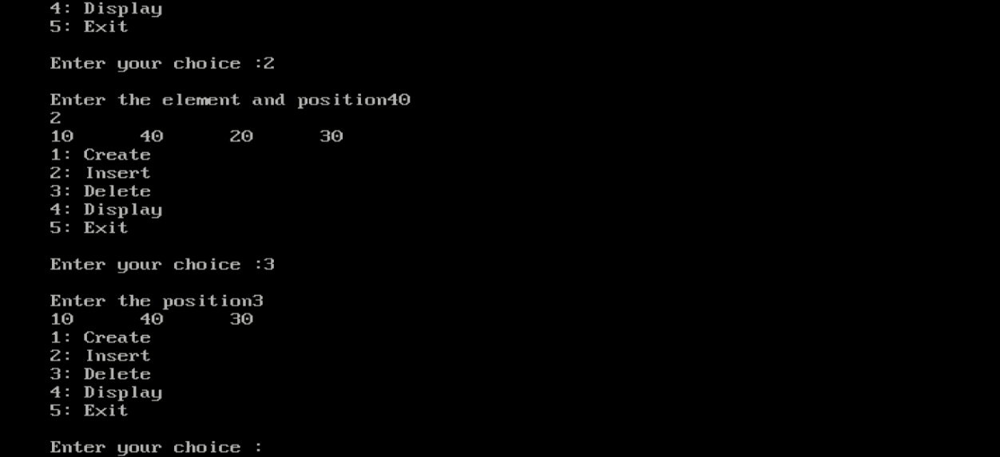 4: Display
5: Exit
Enter your choice :2
Enter the element and position40
2
10 40 20 30
1: Create
2: Insert
3: Delete
4: Display
5: Exit
Enter your choice :3
Enter the position3
10 40 30
1: Create
2: Insert
3: Delete
4: Display
5: Exit
Enter your choice :